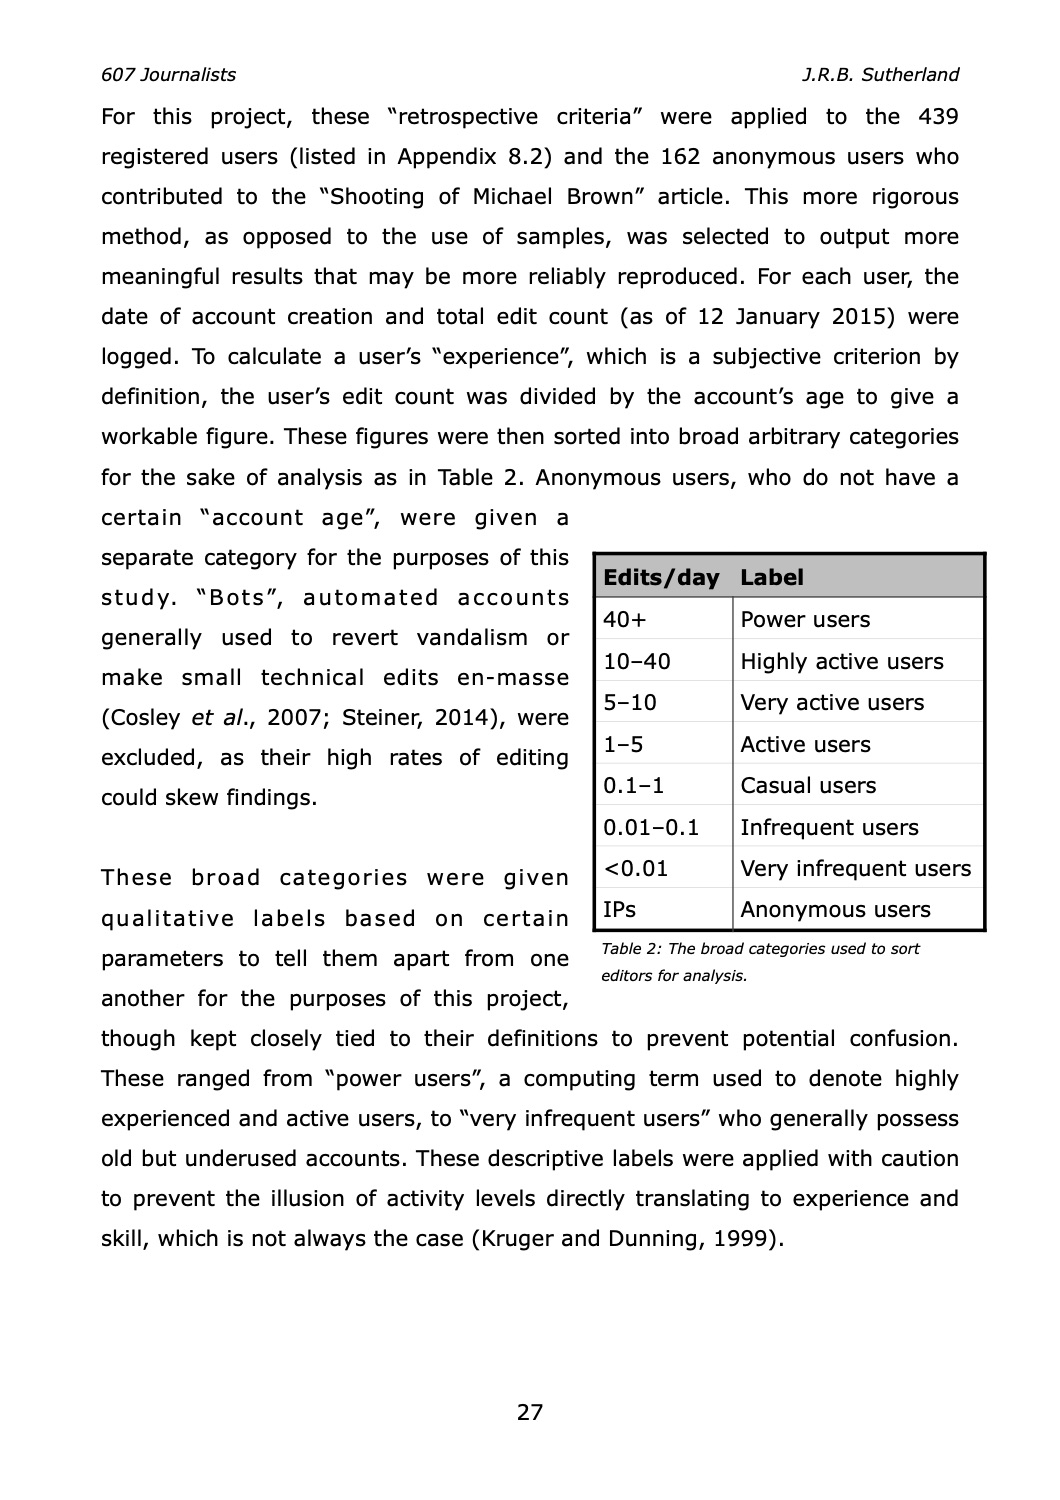 607 Journalists J.R.B. Sutherland
For this project, these “retrospective criteria” were applied to the 439
registered users (listed in Appendix 8.2) and the 162 anonymous users who
contributed to the “Shooting of Michael Brown” article. This more rigorous
method, as opposed to the use of samples, was selected to output more
meaningful results that may be more reliably reproduced. For each user, the
date of account creation and total edit count (as of 12 January 2015) were
logged. To calculate a user’s “experience”, which is a subjective criterion by
definition, the user’s edit count was divided by the account’s age to give a
workable figure. These figures were then sorted into broad arbitrary categories
for the sake of analysis as in Table 2. Anonymous users, who do not have a
certain “account age”, were given a
separate category for the purposes of this
study. “Bots”, automated accounts
generally used to revert vandalism or
make small technical edits en-masse
(Cosley et al., 2007; Steiner, 2014), were
excluded, as their high rates of editing
could skew findings.
Edits/day Label
40+ Power users
10–40 Highly active users
5–10 Very active users
1–5 Active users
0.1–1 Casual users
0.01–0.1 Infrequent users
<0.01 Very infrequent users
IPs Anonymous users
Table 2: The broad categories used to sort
editors for analysis.
These broad categories were given
qualitative labels based on certain
parameters to tell them apart from one
another for the purposes of this project,
though kept closely tied to their definitions to prevent potential confusion.
These ranged from “power users”, a computing term used to denote highly
experienced and active users, to “very infrequent users” who generally possess
old but underused accounts. These descriptive labels were applied with caution
to prevent the illusion of activity levels directly translating to experience and
skill, which is not always the case (Kruger and Dunning, 1999).
27